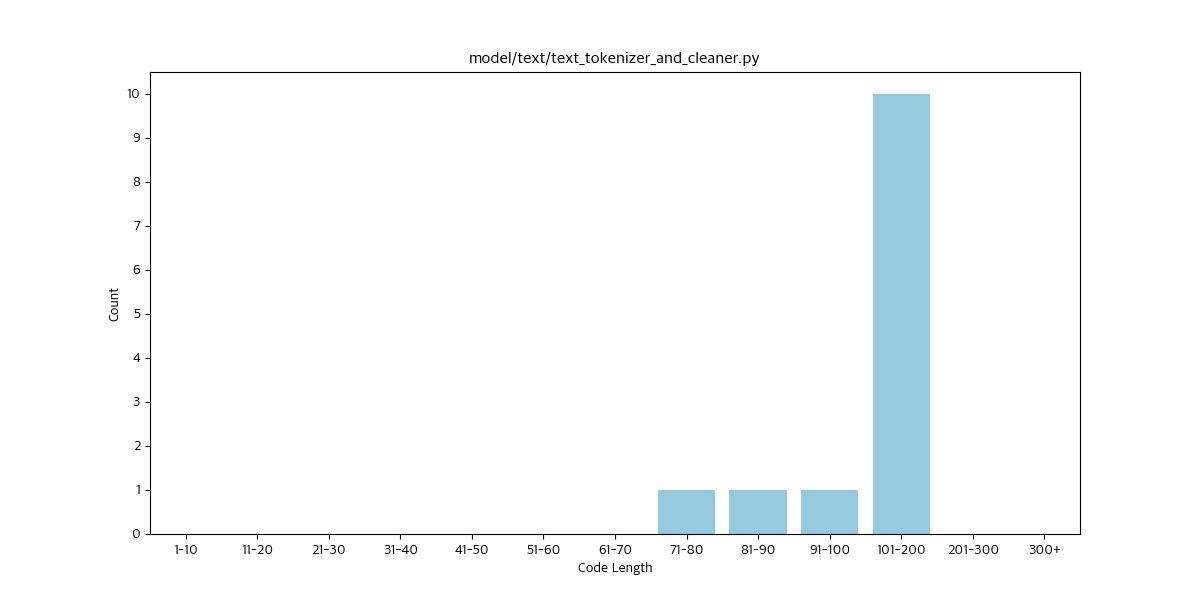 model/text/text_tokenizer_and_cleaner.py
Count
10
9
8
7
6
5
4
3
2
1
0
1-10 11-20 21-30 31-40 41-50 51-60 61-70 71-80 81-90 91-100 101-200 201-300 300+
Code Length